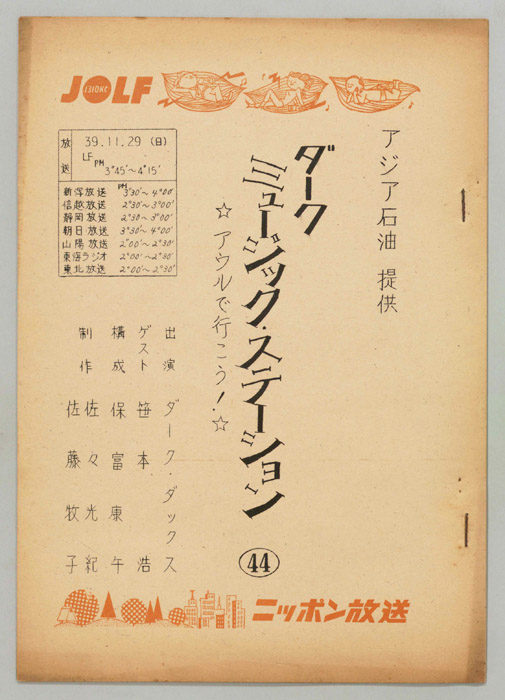 JOLF
1310KC
アジア石油 提供
ダーク
ミュージック・ステーション
㊹
☆ アウルで行こう! ☆
放送
39.11.29(日)
LF PM 3°45'～4°15'
新潟放送 PM 3°30'～4°00'
信越放送 2°30'～3°00'
静岡放送 2°30～3°00'
朝日放送 3°30'～4°00'
山陽放送 2°00'～2°30'
東海ラジオ 2°00'～2°30'
東北放送 2°00'～2°30'
出演 ダーク・ダックス
ゲスト 笹本浩
構成 保富康午
制作 佐々光紀
佐藤牧子
ニッポン放送